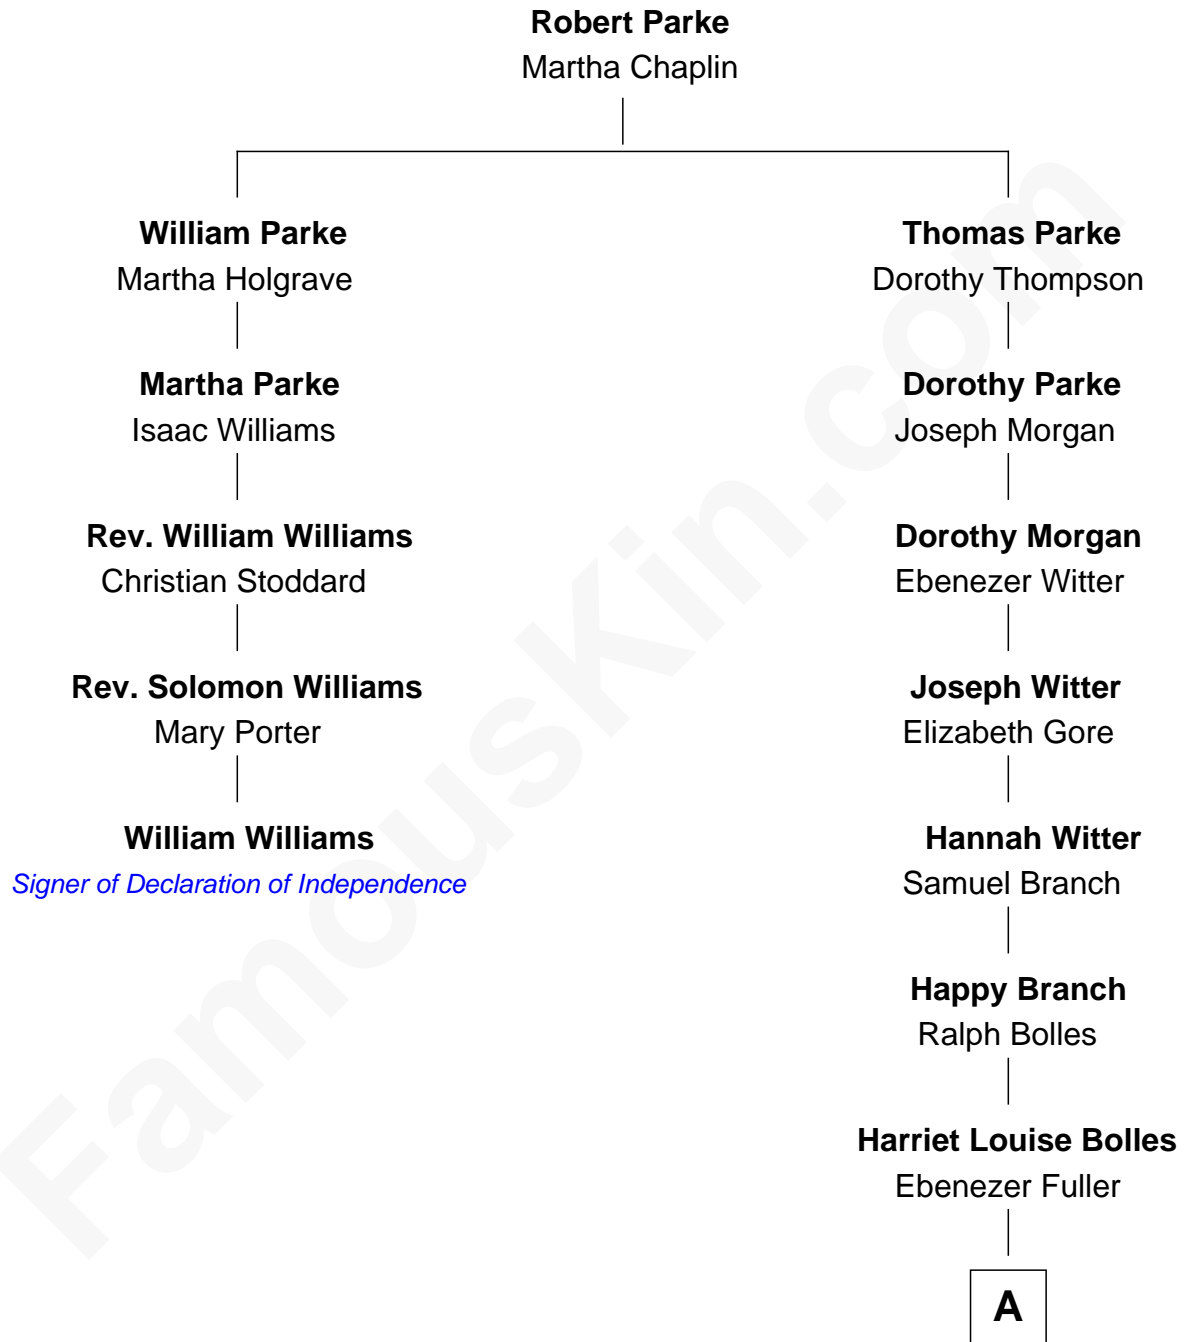 Robert Parke
Martha Chaplin
William Parke
Martha Holgrave
Thomas Parke
Dorothy Thompson
Martha Parke
Isaac Williams
Dorothy Parke
Joseph Morgan
Rev. William Williams
Christian Stoddard
Dorothy Morgan
Ebenezer Witter
Rev. Solomon Williams
Mary Porter
Joseph Witter
Elizabeth Gore
William Williams
Signer of Declaration of Independence
Hannah Witter
Samuel Branch
Happy Branch
Ralph Bolles
Harriet Louise Bolles
Ebenezer Fuller
A
FamousKin.com